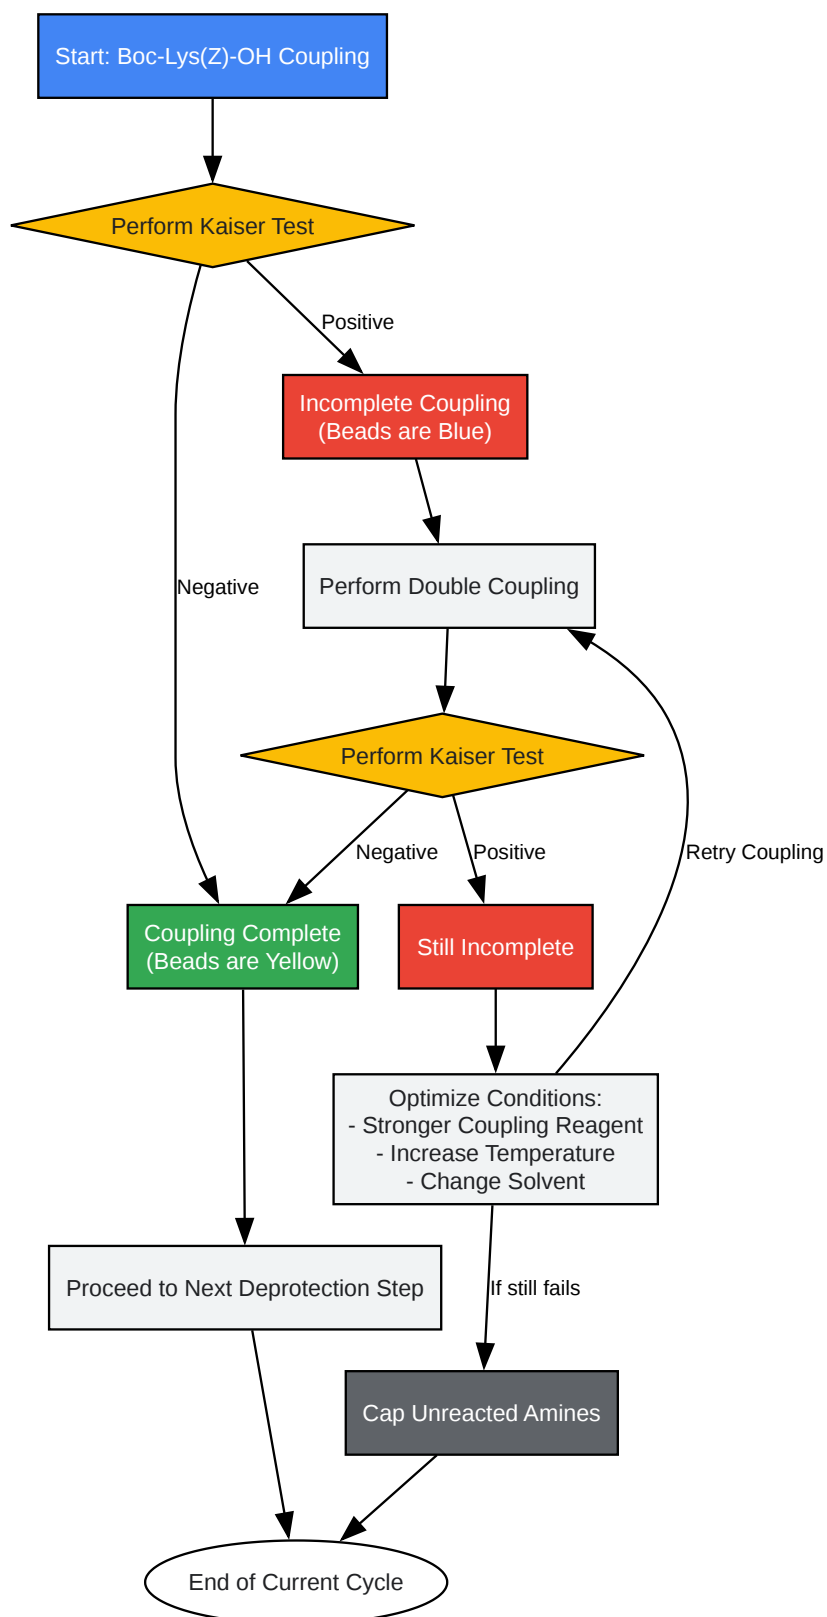 Start: Boc-Lys(Z)-OH Coupling
Perform Kaiser Test
Positive
Incomplete Coupling
(Beads are Blue)
Negative
Perform Double Coupling
Perform Kaiser Test
Negative
Positive
Retry Coupling
Coupling Complete
(Beads are Yellow)
Still Incomplete
Optimize Conditions:
- Stronger Coupling Reagent
- Increase Temperature
- Change Solvent
Proceed to Next Deprotection Step
If still fails
Cap Unreacted Amines
End of Current Cycle